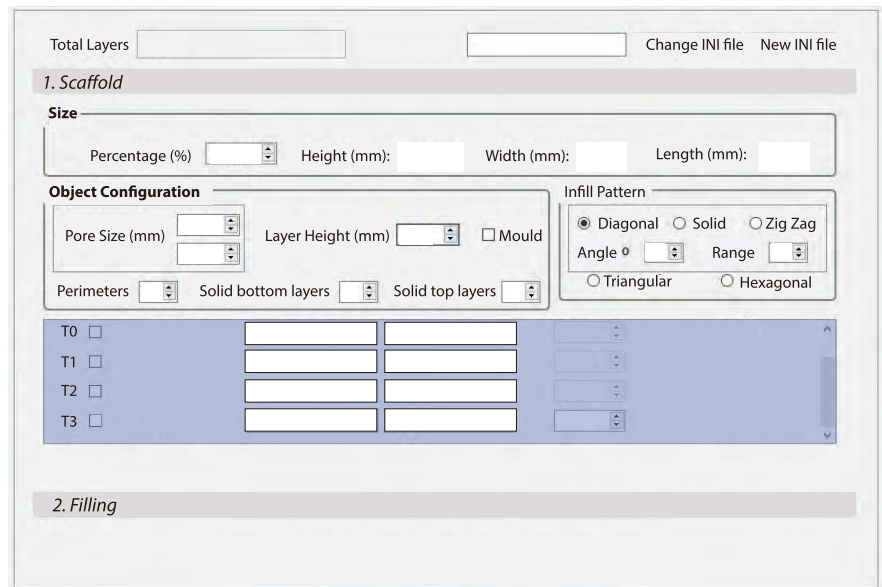 Total Layers Change INI file New INI file
1. Scaffold
Size
Percentage (%) Height (mm): Width (mm): Length (mm):
Object Configuration
Pore Size (mm) Layer Height (mm) Mould
Perimeters Solid bottom layers Solid top layers
Infill Pattern
Diagonal Solid Zig Zag
Angle º Range
Triangular Hexagonal
T0
T1
T2
T3
2. Filling